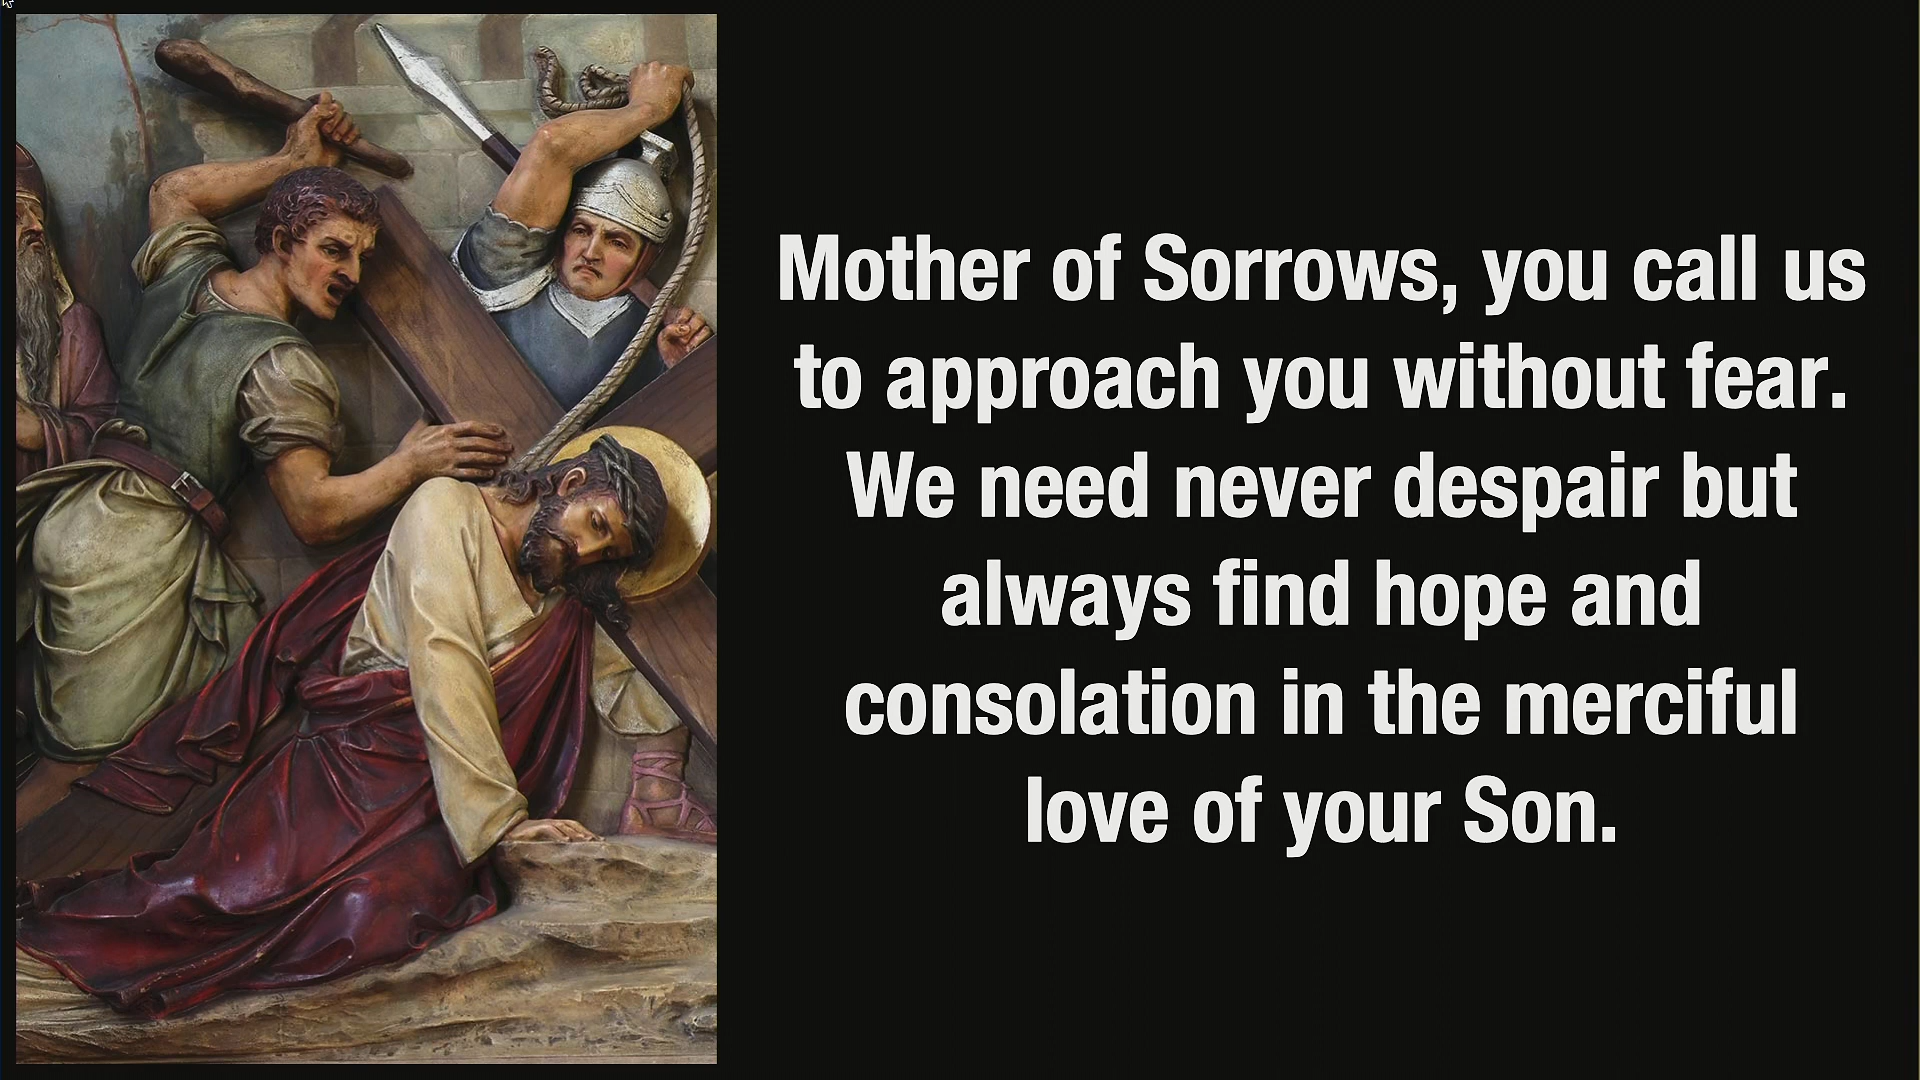 Mother of Sorrows, you call us
to approach you without fear.
We need never despair but
always find hope and
consolation in the merciful
love of your Son.